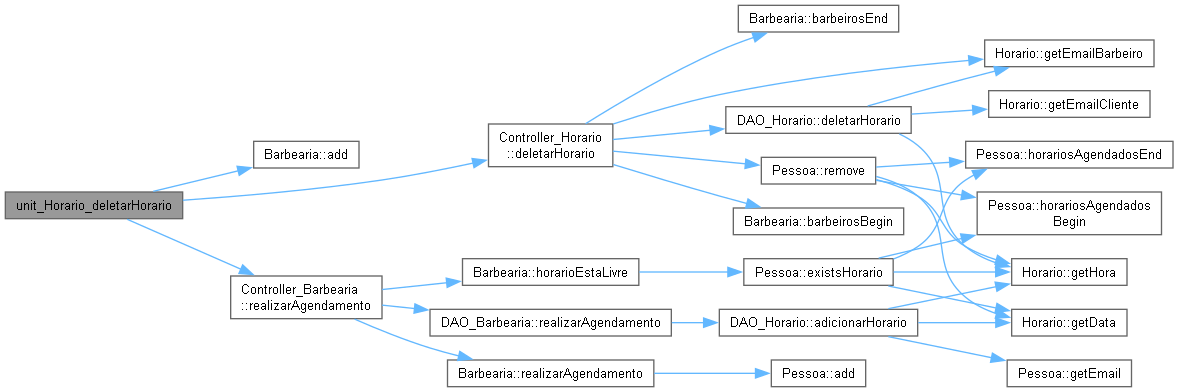 unit_Horario_deletarHorario
Barbearia::add
Controller_Horario
::deletarHorario
Barbearia::barbeirosEnd
Horario::getEmailBarbeiro
DAO_Horario::deletarHorario
Horario::getEmailCliente
Pessoa::remove
Pessoa::horariosAgendadosEnd
Pessoa::horariosAgendados
Begin
Barbearia::barbeirosBegin
Controller_Barbearia
::realizarAgendamento
Barbearia::horarioEstaLivre
Pessoa::existsHorario
Horario::getHora
DAO_Barbearia::realizarAgendamento
DAO_Horario::adicionarHorario
Horario::getData
Barbearia::realizarAgendamento
Pessoa::add
Pessoa::getEmail